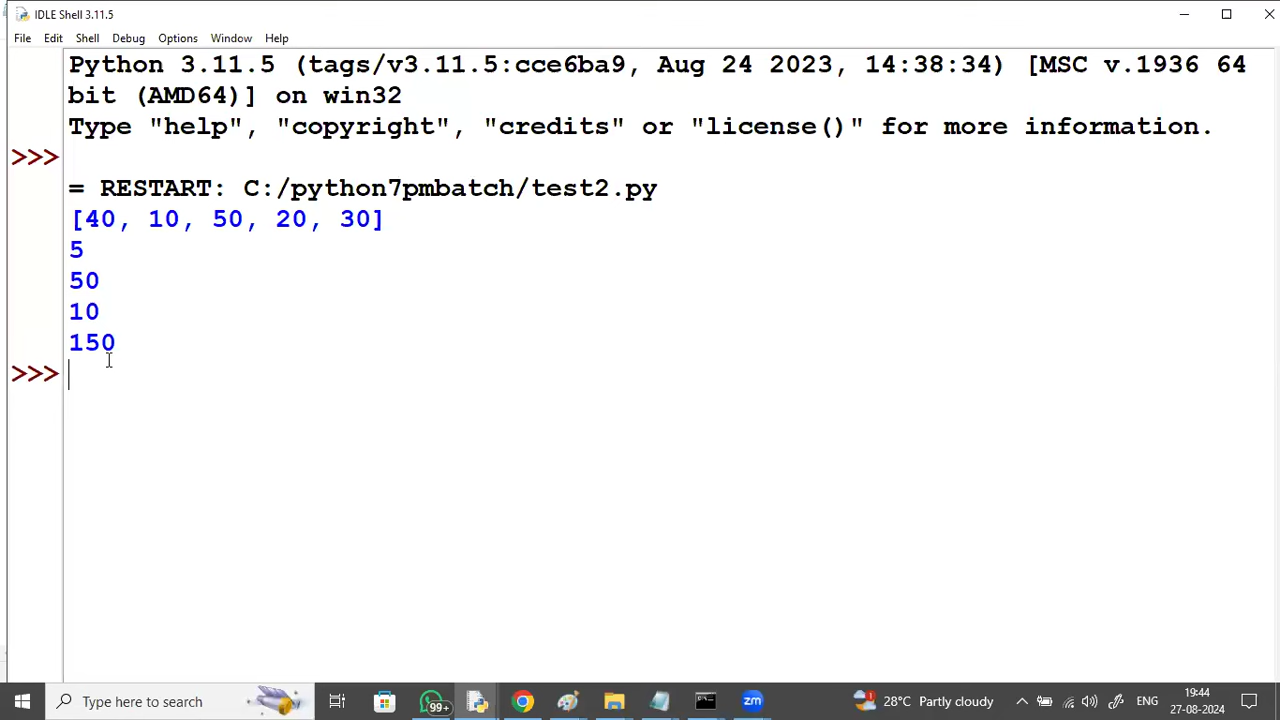 IDLE Shell 3.11.5
File Edit Shell Debug Options Window Help
Python 3.11.5 (tags/v3.11.5:cce6ba9, Aug 24 2023, 14:38:34) [MSC v.1936 64
bit (AMD64)] on win32
Type "help", "copyright", "credits" or "license()" for more information.
>>>
= RESTART: C:/python7pmbatch/test2.py
[40, 10, 50, 20, 30]
5
50
10
150
>>>
Type here to search
99+
zm
1
28°C Partly cloudy
ENG
19:44
27-08-2024